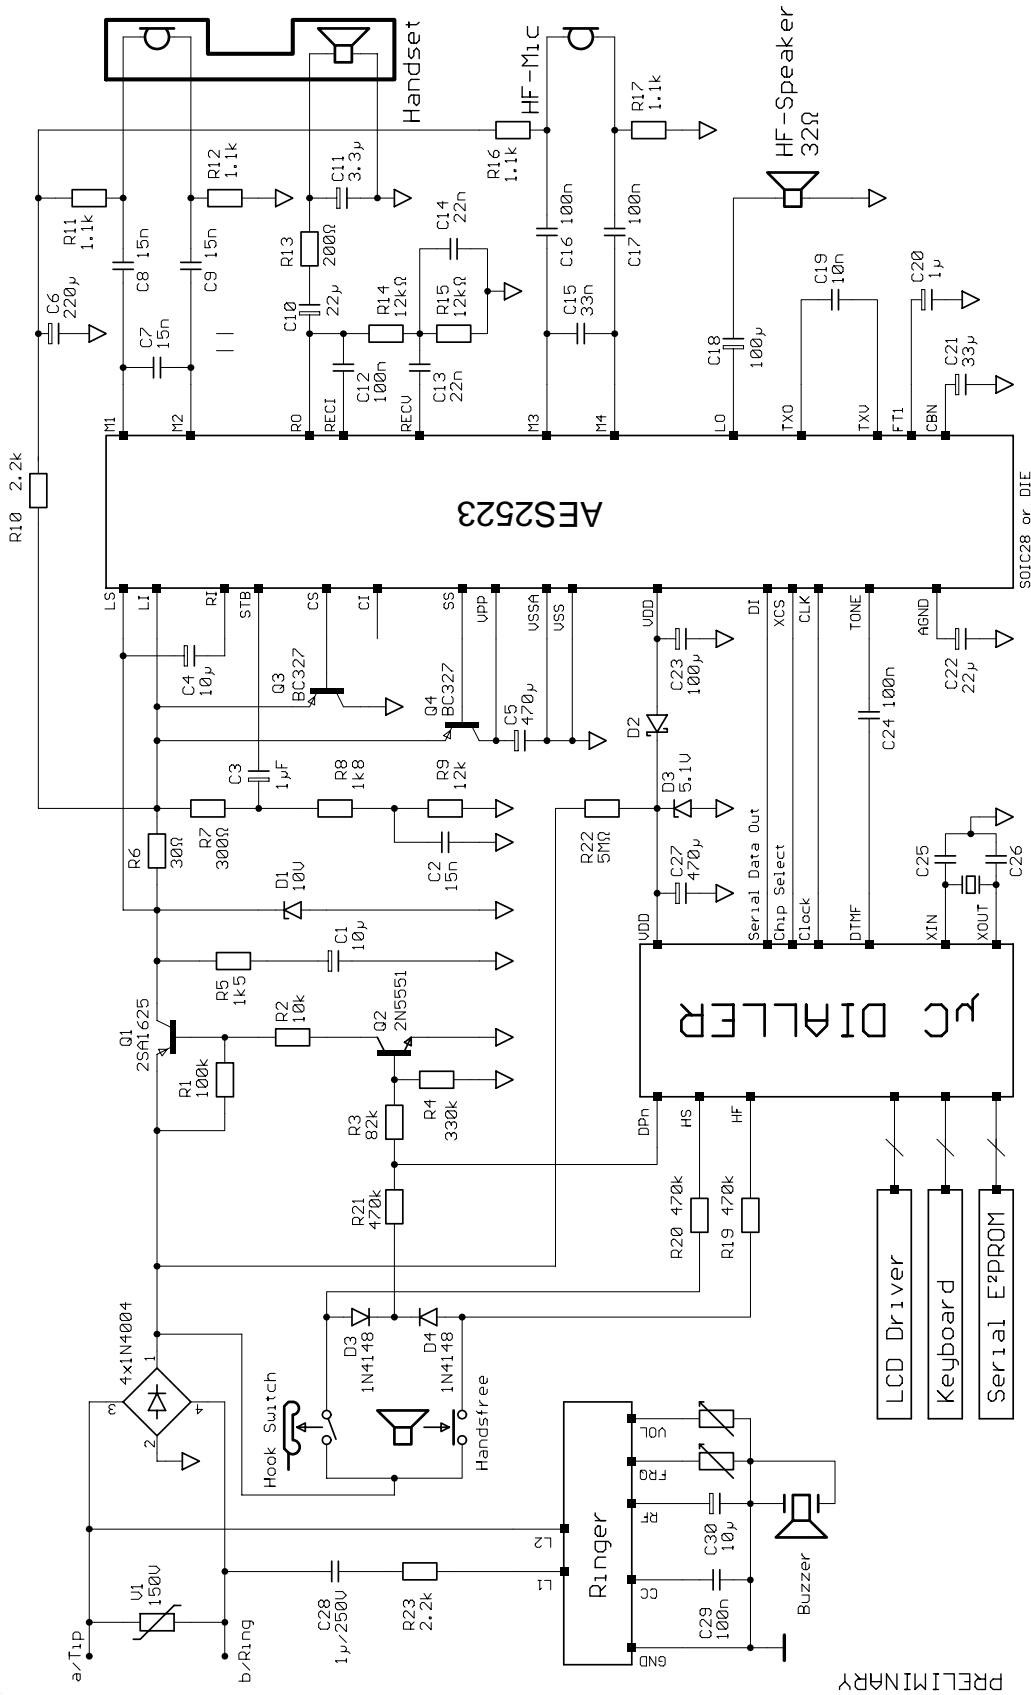 a/Tip
b/Ring
U1
150V
4x1N4004
3
1
2
4
C28
1µ/250V
R23
2.2k
Hook Switch
Handsfree
D3
1N4148
D4
1N4148
R21
470k
R3
82k
R4
330k
R1
100k
Q1
2SA1625
R2
10k
Q2
2N5551
R5
1k5
C1
10µ
D1
10V
R6
30Ω
R7
300Ω
C3
1µF
R8
1k8
R9
12k
C2
15n
C4
10µ
Q3
BC327
Q4
BC327
C5
470µ
R10 2.2k
LS
LI
RI
STB
CS
CI
SS
VPP
VSSA
VSS
VDD
DI
XCS
CLK
TONE
AGND
AES2523
SOIC28 or DIE
M1
M2
RO
RECI
RECV
M3
M4
LO
TXO
TXV
FT1
CBN
C6
220µ
R11
1.1k
C7
15n
C8 15n
C9 15n
R12
1.1k
Handset
C10
22µ
R13
200Ω
C11
3.3µ
C12
100n
R14
12kΩ
C13
22n
R15
12kΩ
C14
22n
R16
1.1k
HF-Mic
C15
33n
C16 100n
C17 100n
R17
1.1k
C18
100µ
HF-Speaker
32Ω
C19
10n
C20
1µ
C21
33µ
R22
5MΩ
D2
D3
5.1V
C23
100µ
C27
470µ
C24 100n
C22
22µ
C25
C26
VDD
Serial Data Out
Chip Select
Clock
DTMF
XIN
XOUT
µC DIALLER
DPn
HS
HF
R20 470k
R19 470k
LCD Driver
Keyboard
Serial E²PROM
Ringer
L2
L1
GND
CC
RF
FRQ
VOL
C29
100n
C30
10µ
Buzzer
PRELIMINARY